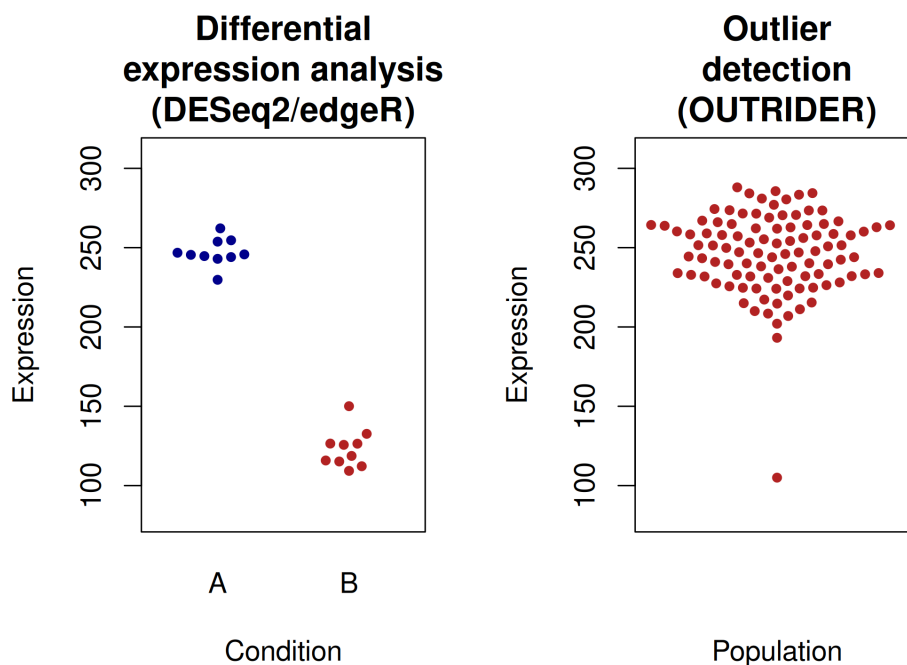 Differential
expression analysis
(DESeq2/edgeR)
300
250
200
150
100
Expression
A
B
Condition
Outlier
detection
(OUTRIDER)
300
250
200
150
100
Expression
Population